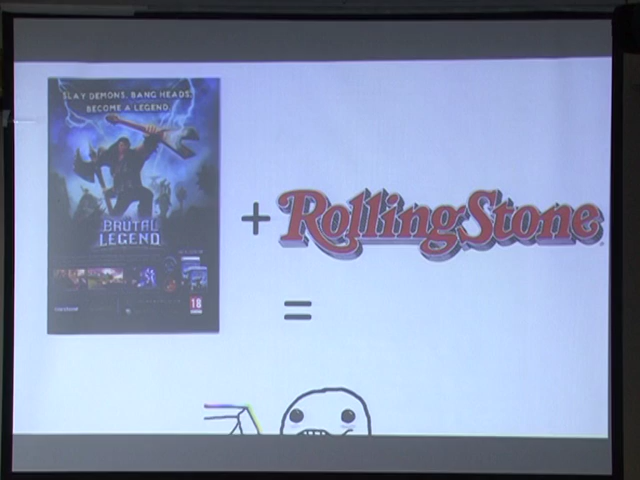 SLAY DEMONS. BANG HEADS.
BECOME A LEGEND.
BRUTAL
LEGEND
18
+
RollingStone
=